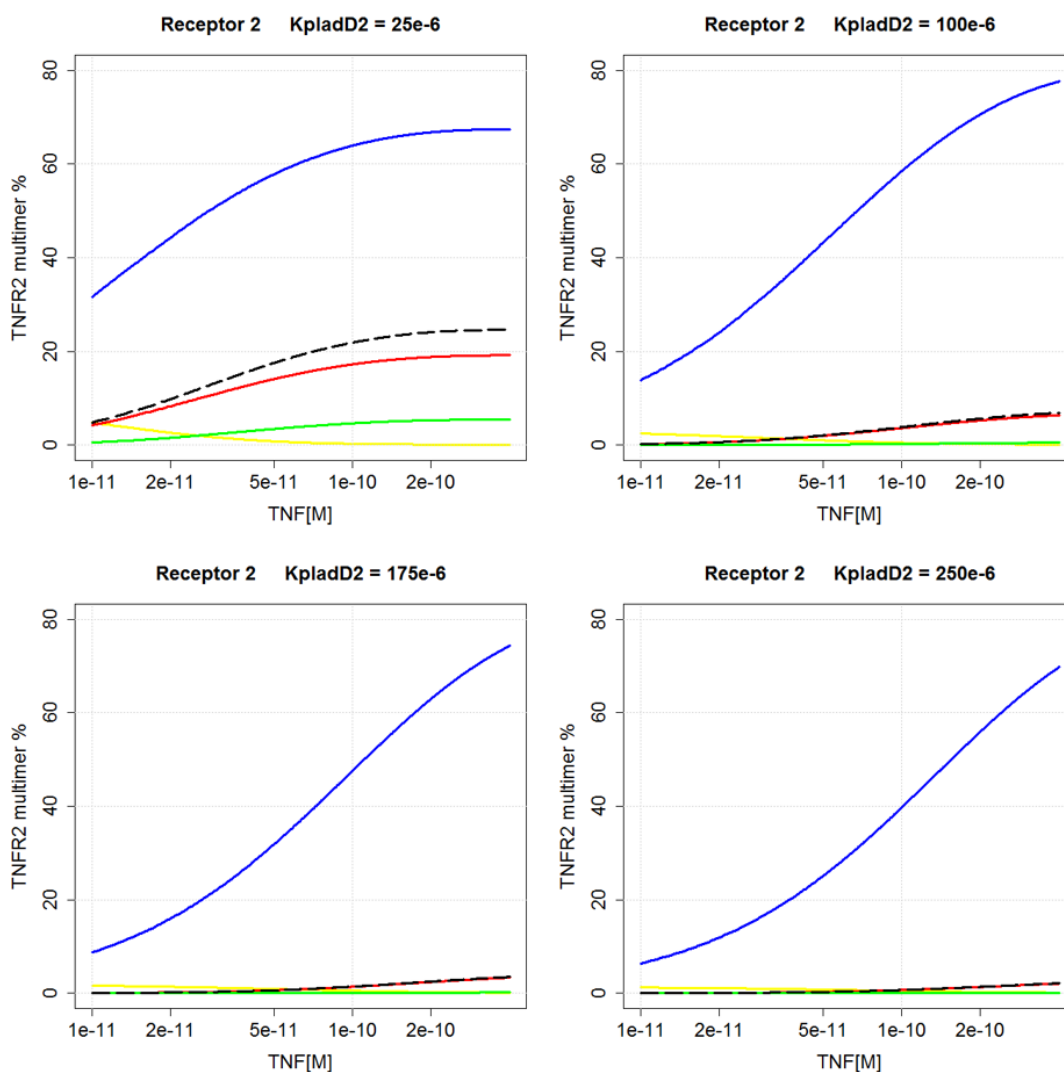 Receptor 2 KpladD2 = 25e-6
TNFR2 multimer %
80
60
40
20
0
1e-11 2e-11 5e-11 1e-10 2e-10
TNF[M]
Receptor 2 KpladD2 = 100e-6
TNFR2 multimer %
80
60
40
20
0
1e-11 2e-11 5e-11 1e-10 2e-10
TNF[M]
Receptor 2 KpladD2 = 175e-6
TNFR2 multimer %
80
60
40
20
0
1e-11 2e-11 5e-11 1e-10 2e-10
TNF[M]
Receptor 2 KpladD2 = 250e-6
TNFR2 multimer %
80
60
40
20
0
1e-11 2e-11 5e-11 1e-10 2e-10
TNF[M]